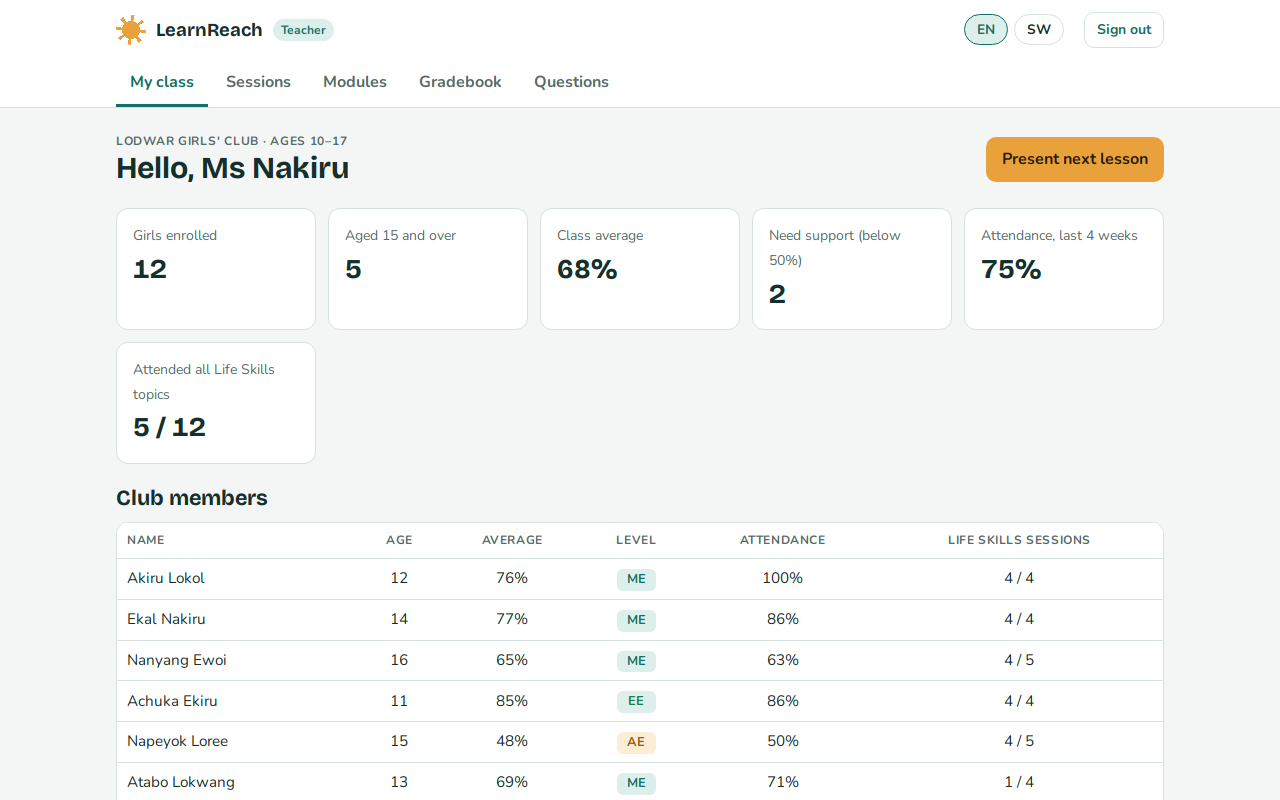 LearnReach Teacher EN SW Sign out
My class Sessions Modules Gradebook Questions
LODWAR GIRLS' CLUB · AGES 10–17
Hello, Ms Nakiru
Present next lesson
Girls enrolled
12
Aged 15 and over
5
Class average
68%
Need support (below
50%)
2
Attendance, last 4 weeks
75%
Attended all Life Skills
topics
5 / 12
Club members
NAME AGE AVERAGE LEVEL ATTENDANCE LIFE SKILLS SESSIONS
Akiru Lokol 12 76% ME 100% 4 / 4
Ekal Nakiru 14 77% ME 86% 4 / 4
Nanyang Ewoi 16 65% ME 63% 4 / 5
Achuka Ekiru 11 85% EE 86% 4 / 4
Napeyok Loree 15 48% AE 50% 4 / 5
Atabo Lokwang 13 69% ME 71% 1 / 4